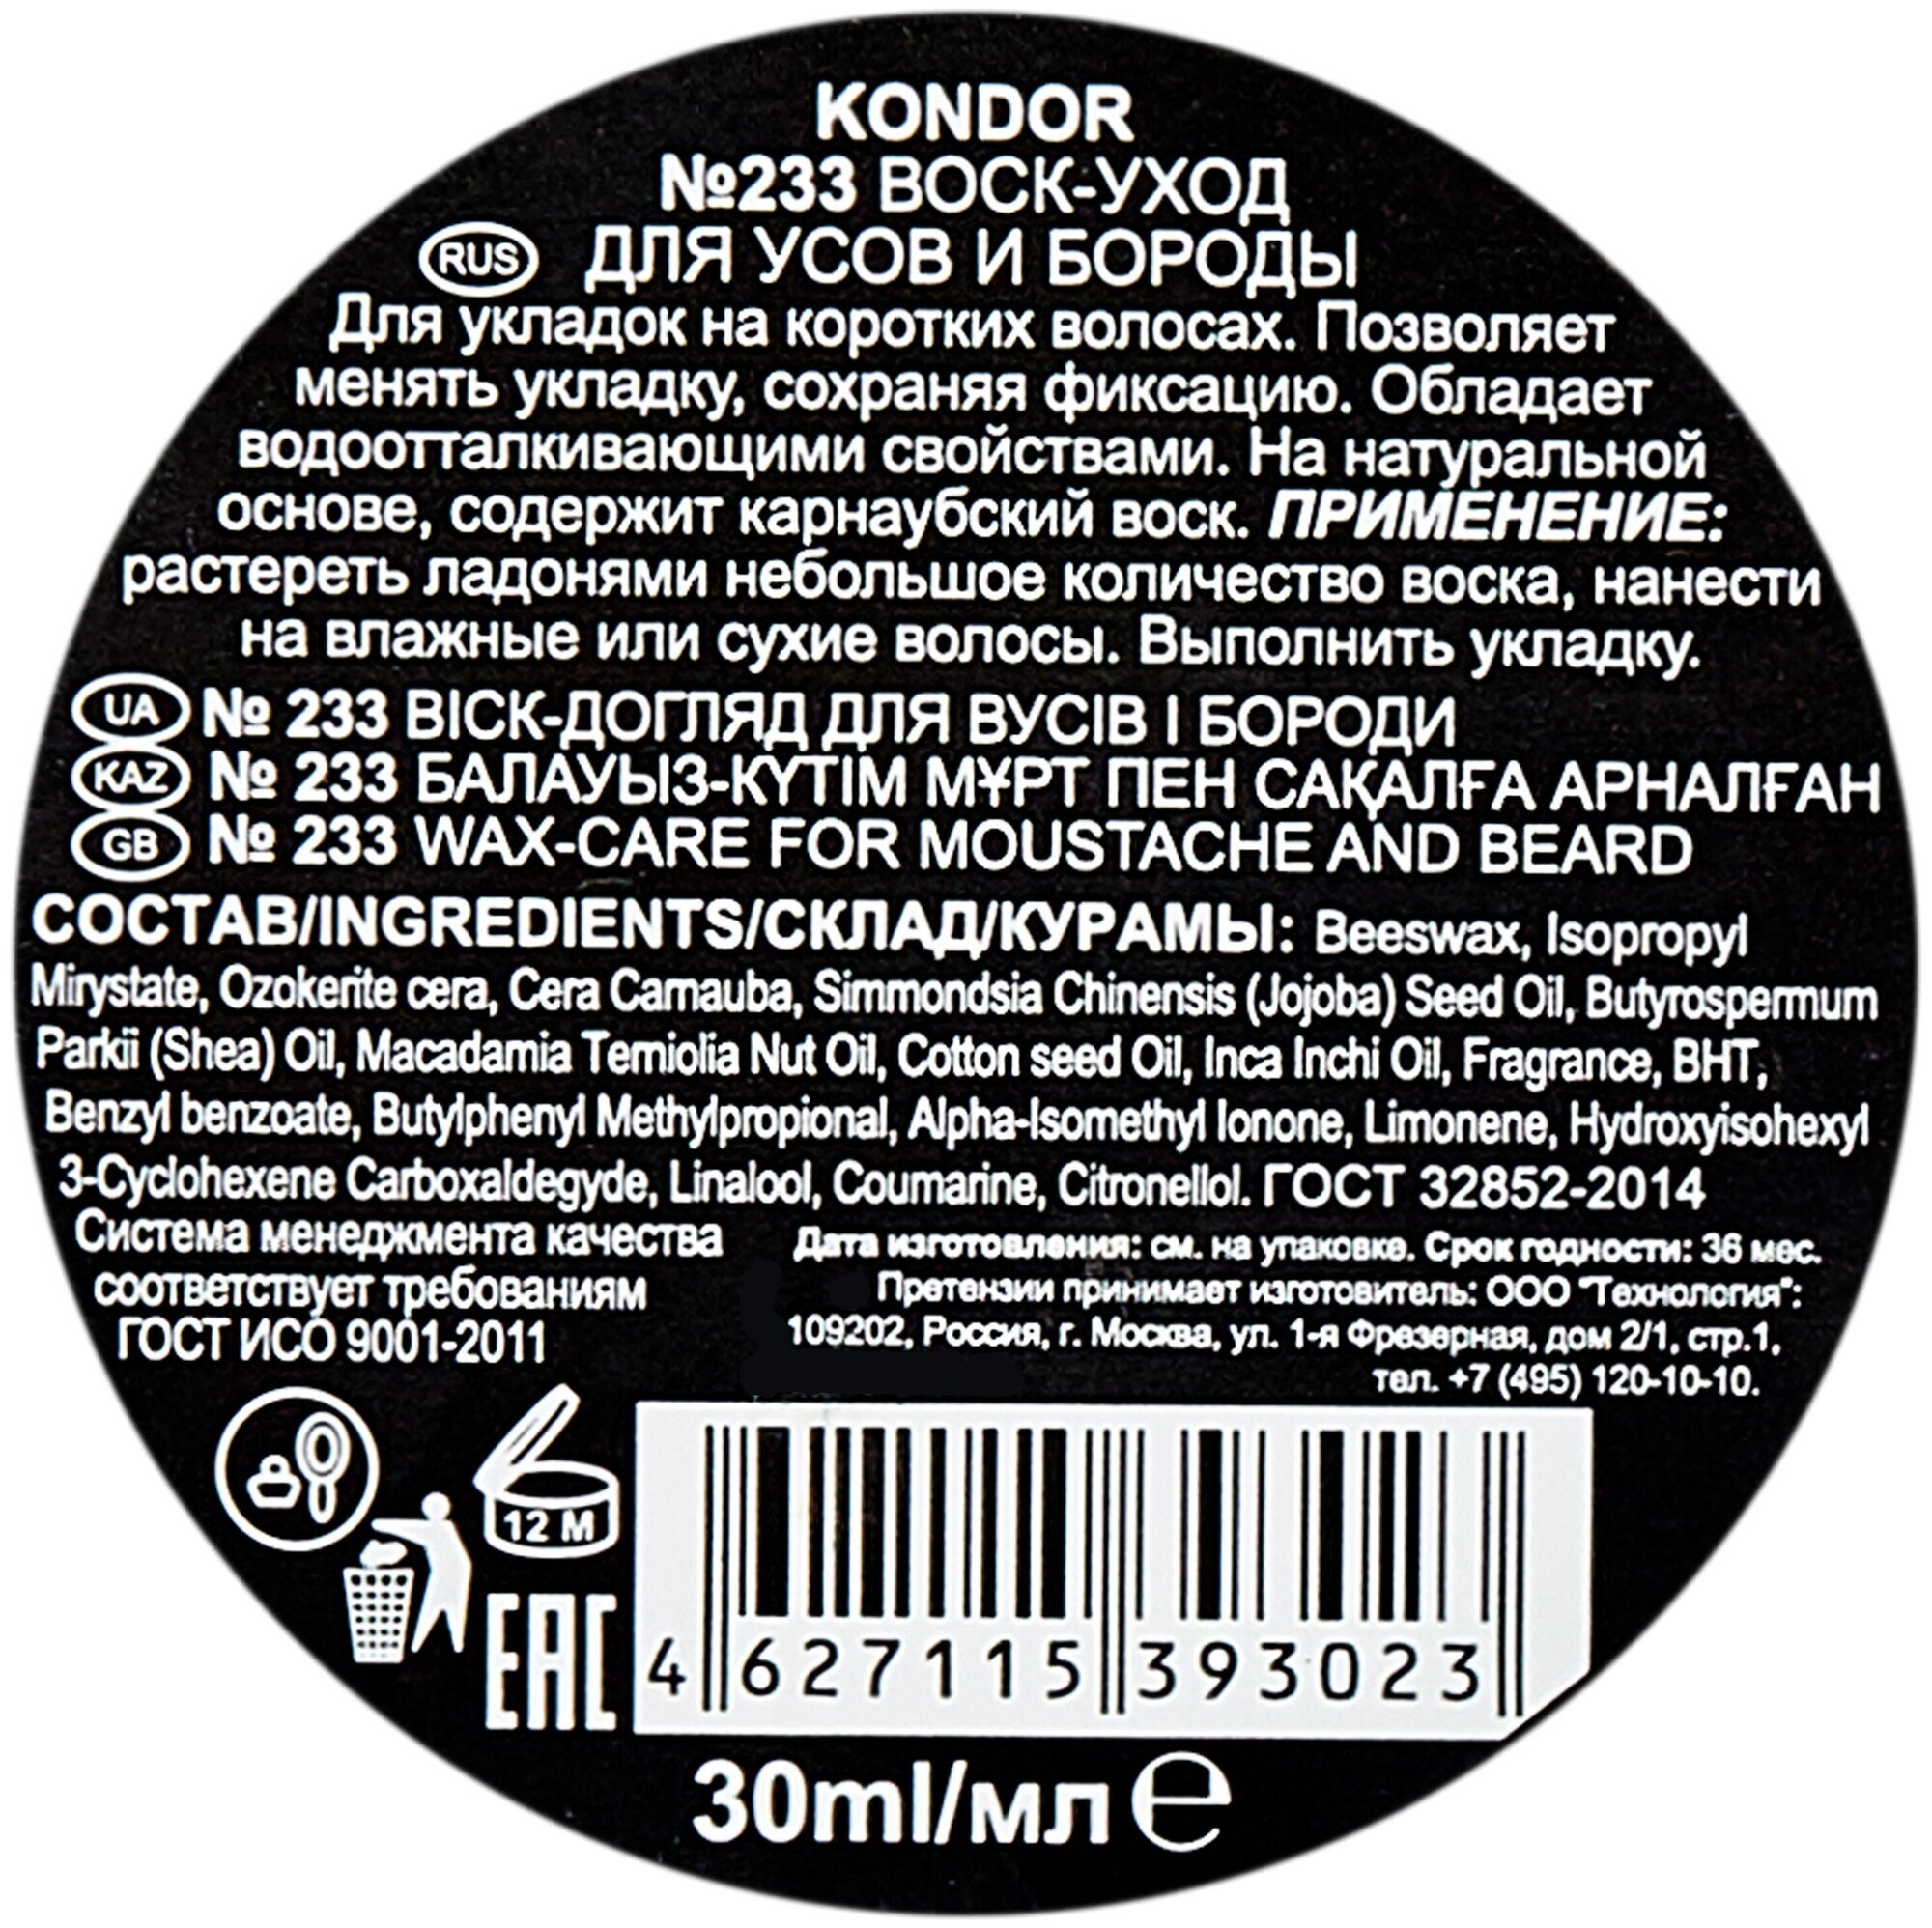 KONDOR
№233 ВОСК-УХОД
RUS ДЛЯ УСОВ И БОРОДЫ
Для укладок на коротких волосах. Позволяет
менять укладку, сохраняя фиксацию. Обладает
водоотталкивающими свойствами. На натуральной
основе, содержит карнаубский воск. ПРИМЕНЕНИЕ:
растереть ладонями небольшое количество воска, нанести
на влажные или сухие волосы. Выполнить укладку.
UA № 233 ВІСК-ДОГЛЯД ДЛЯ ВУСІВ І БОРОДИ
KAZ № 233 БАЛАУЫЗ-КҮТІМ МҰРТ ПЕН САҚАЛҒА АРНАЛҒАН
GB № 233 WAX-CARE FOR MOUSTACHE AND BEARD
СОСТАВ/INGREDIENTS/СКЛАД/КУРАМЫ: Beeswax, Isopropyl
Mirystate, Ozokerite cera, Cera Carnauba, Simmondsia Chinensis (Jojoba) Seed Oil, Butyrospermum
Parkii (Shea) Oil, Macadamia Terniolia Nut Oil, Cotton seed Oil, Inca Inchi Oil, Fragrance, BHT,
Benzyl benzoate, Butylphenyl Methylpropional, Alpha-Isomethyl Ionone, Limonene, Hydroxyisohexyl
3-Cyclohexene Carboxaldegyde, Linalool, Coumarine, Citronellol. ГОСТ 32852-2014
Система менеджмента качества
соответствует требованиям
ГОСТ ИСО 9001-2011
Дата изготовления: см. на упаковке. Срок годности: 36 мес.
Претензии принимает изготовитель: ООО "Технология":
109202, Россия, г. Москва, ул. 1-я Фрезерная, дом 2/1, стр.1,
тел. +7 (495) 120-10-10.
12 M
EAC
4 627115 393023
30ml/мл e